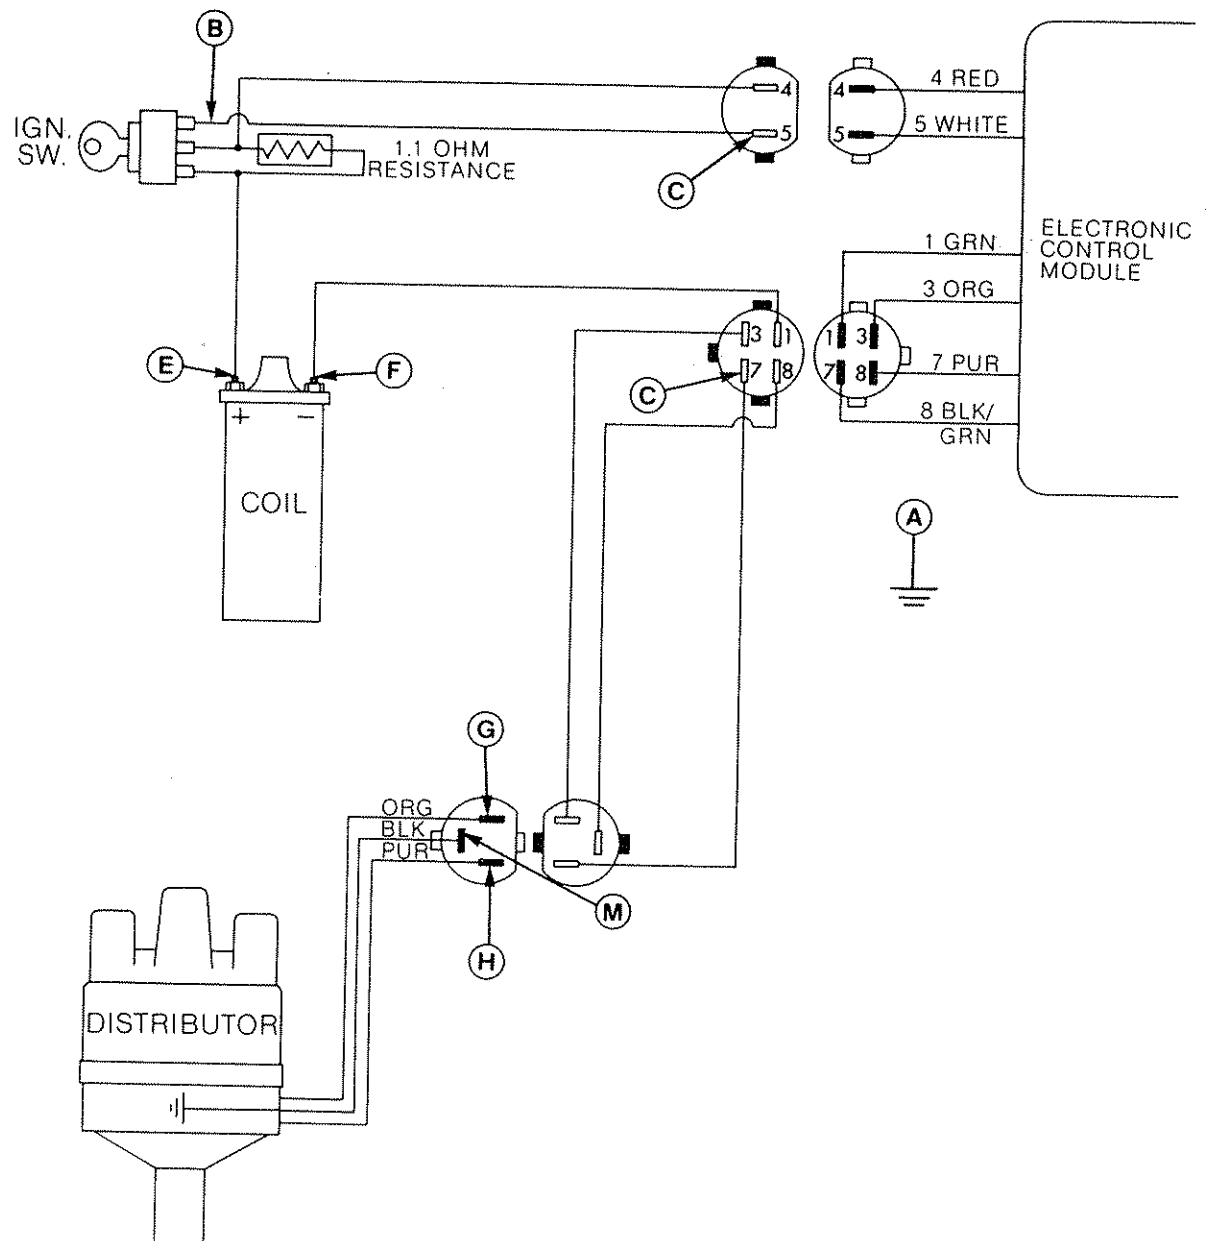 B
4
4
4 RED
IGN.
SW.
5
5
5 WHITE
1.1 OHM
RESISTANCE
C
ELECTRONIC
CONTROL
MODULE
1 GRN
3 ORG
3
1
1
3
E
F
C
7
8
7
8
7 PUR
+
−
8 BLK/
GRN
COIL
A
G
ORG
BLK
PUR
M
H
DISTRIBUTOR